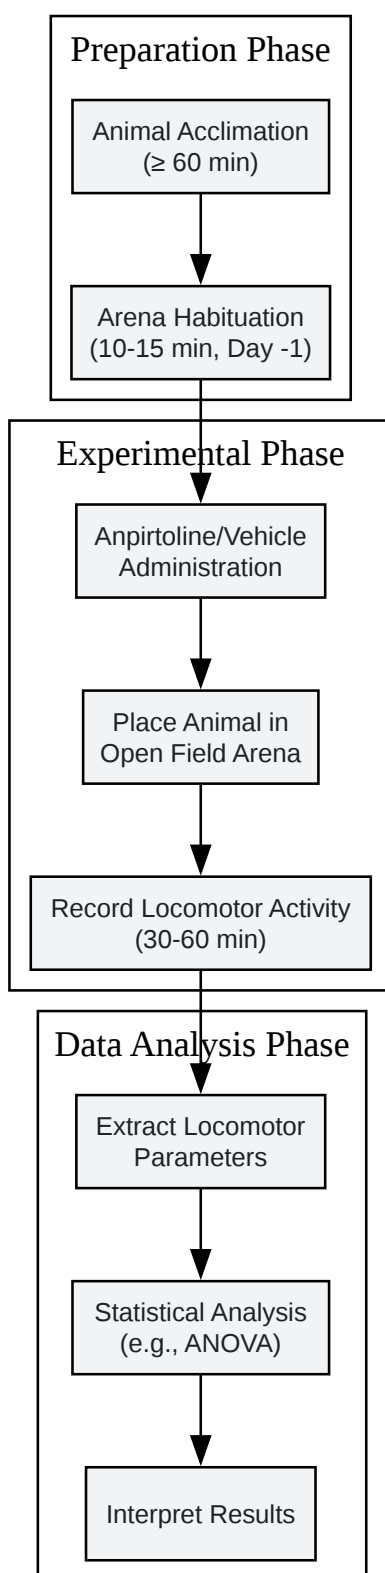 Preparation Phase
Animal Acclimation
(≥ 60 min)
Arena Habituation
(10-15 min, Day -1)
Experimental Phase
Anpirtoline/Vehicle
Administration
Place Animal in
Open Field Arena
Record Locomotor Activity
(30-60 min)
Data Analysis Phase
Extract Locomotor
Parameters
Statistical Analysis
(e.g., ANOVA)
Interpret Results